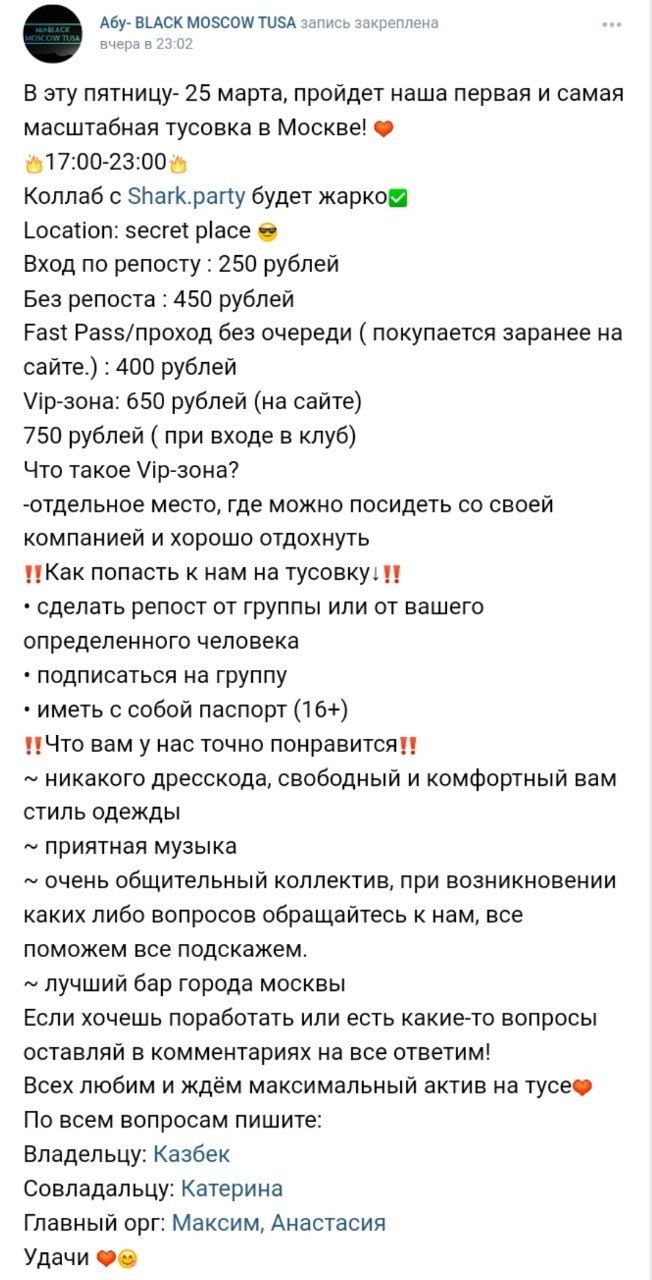 АБУ-BLACK
MOSCOW TUSA
Абу- BLACK MOSCOW TUSA запись закреплена
вчера в 23:02
В эту пятницу- 25 марта, пройдет наша первая и самая
масштабная тусовка в Москве! ❤️
🔥17:00-23:00🔥
Коллаб с Shark.party будет жарко✅
Location: secret place 😎
Вход по репосту : 250 рублей
Без репоста : 450 рублей
Fast Pass/проход без очереди ( покупается заранее на
сайте.) : 400 рублей
Vip-зона: 650 рублей (на сайте)
750 рублей ( при входе в клуб)
Что такое Vip-зона?
-отдельное место, где можно посидеть со своей
компанией и хорошо отдохнуть
‼️Как попасть к нам на тусовку↓‼️
• сделать репост от группы или от вашего
определенного человека
• подписаться на группу
• иметь с собой паспорт (16+)
‼️Что вам у нас точно понравится‼️
~ никакого дресскода, свободный и комфортный вам
стиль одежды
~ приятная музыка
~ очень общительный коллектив, при возникновении
каких либо вопросов обращайтесь к нам, все
поможем все подскажем.
~ лучший бар города москвы
Если хочешь поработать или есть какие-то вопросы
оставляй в комментариях на все ответим!
Всех любим и ждём максимальный актив на тусе❤️
По всем вопросам пишите:
Владельцу: Казбек
Совладальцу: Катерина
Главный орг: Максим, Анастасия
Удачи ❤️😊